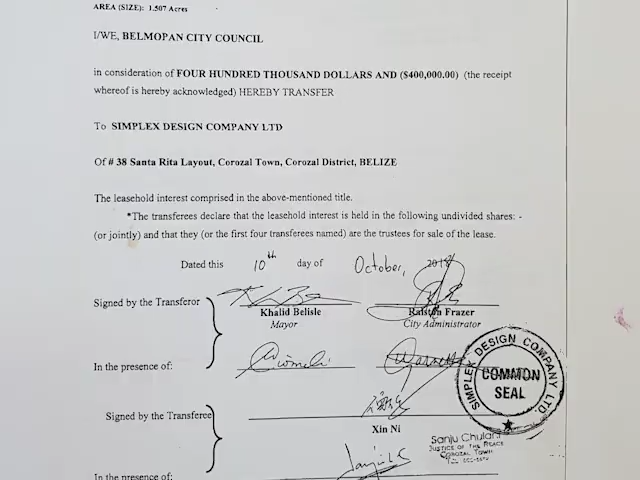 AREA (SIZE): 1.507 Acres
I/WE, BELMOPAN CITY COUNCIL
in consideration of FOUR HUNDRED THOUSAND DOLLARS AND ($400,000.00) (the receipt
whereof is hereby acknowledged) HEREBY TRANSFER
To SIMPLEX DESIGN COMPANY LTD
Of # 38 Santa Rita Layout, Corozal Town, Corozal District, BELIZE
The leasehold interest comprised in the above-mentioned title.
*The transferees declare that the leasehold interest is held in the following undivided shares: -
(or jointly) and that they (or the first four transferees named) are the trustees for sale of the lease.
Dated this 10th day of October,
Signed by the Transferor
Khalid Belisle Ralston Frazer
Mayor City Administrator
In the presence of:
SIMPLEX DESIGN COMPANY LTD.
COMMON
SEAL
Signed by the Transferee
Xin Ni
Sanju Chulani
JUSTICE OF THE PEACE
COROZAL TOWN
In the presence of: